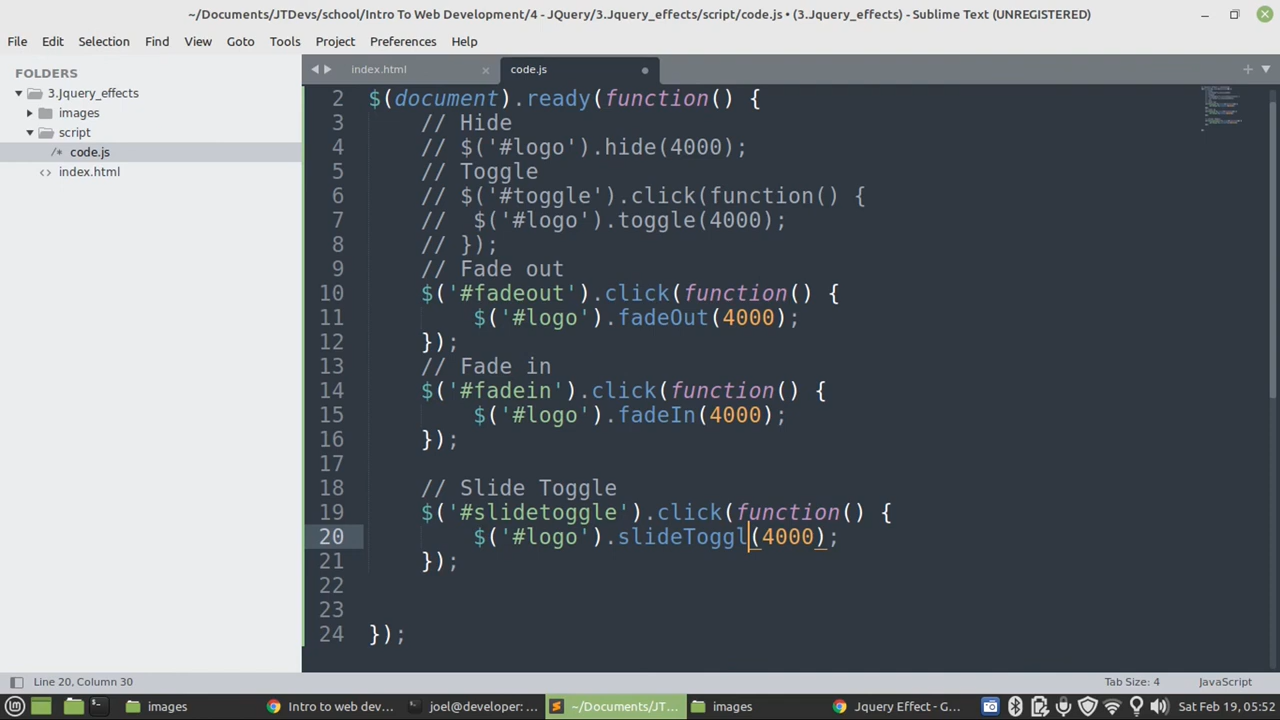 ~/Documents/JTDevs/school/Intro To Web Development/4 - JQuery/3.Jquery_effects/script/code.js • (3.Jquery_effects) - Sublime Text (UNREGISTERED)
File Edit Selection Find View Goto Tools Project Preferences Help
FOLDERS
3.Jquery_effects
images
script
/* code.js
<> index.html
index.html
code.js
2 $(document).ready(function() {
3 // Hide
4 // $('#logo').hide(4000);
5 // Toggle
6 // $('#toggle').click(function() {
7 // $('#logo').toggle(4000);
8 // });
9 // Fade out
10 $('#fadeout').click(function() {
11 $('#logo').fadeOut(4000);
12 });
13 // Fade in
14 $('#fadein').click(function() {
15 $('#logo').fadeIn(4000);
16 });
17
18 // Slide Toggle
19 $('#slidetoggle').click(function() {
20 $('#logo').slideToggl(4000);
21 });
22
23
24 });
Line 20, Column 30
Tab Size: 4
JavaScript
images
Intro to web dev...
joel@developer: ...
~/Documents/JT...
images
Jquery Effect - G...
Sat Feb 19, 05:52